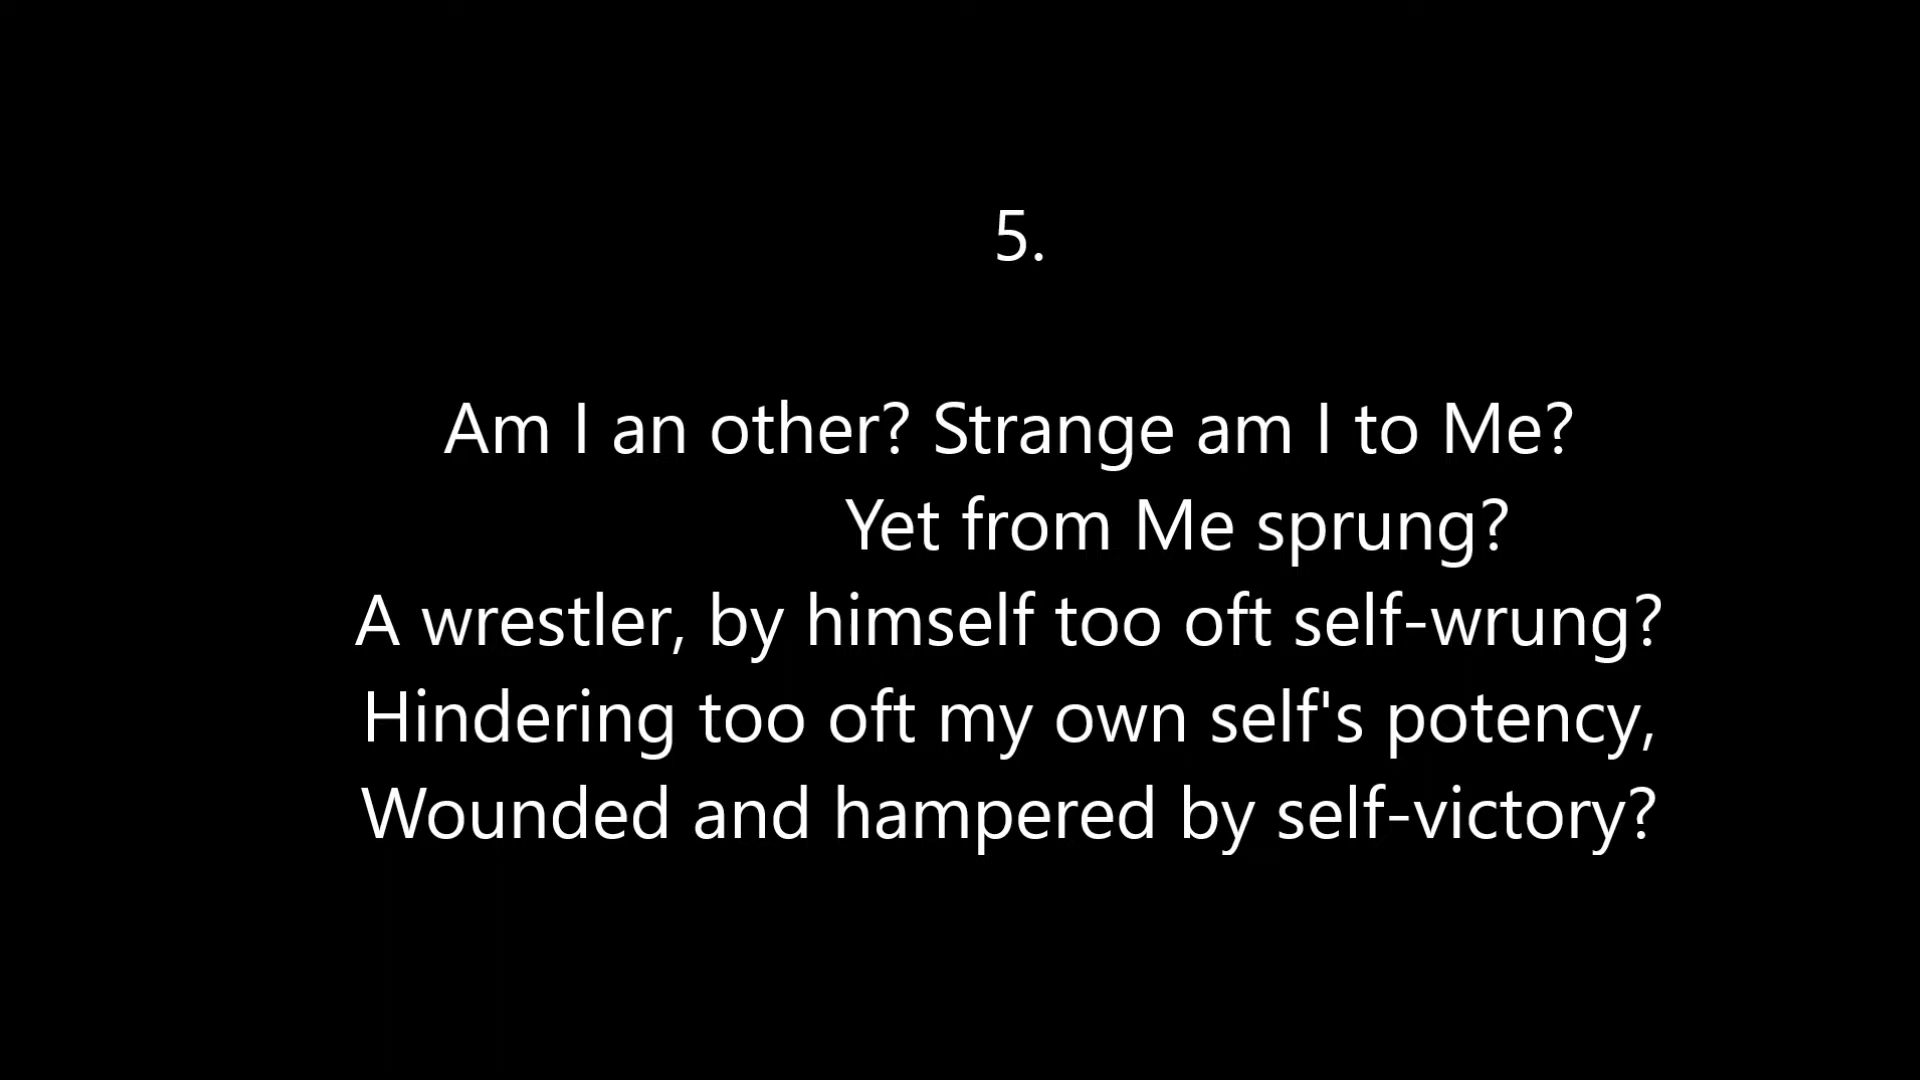 5.
Am I an other? Strange am I to Me?
Yet from Me sprung?
A wrestler, by himself too oft self-wrung?
Hindering too oft my own self's potency,
Wounded and hampered by self-victory?